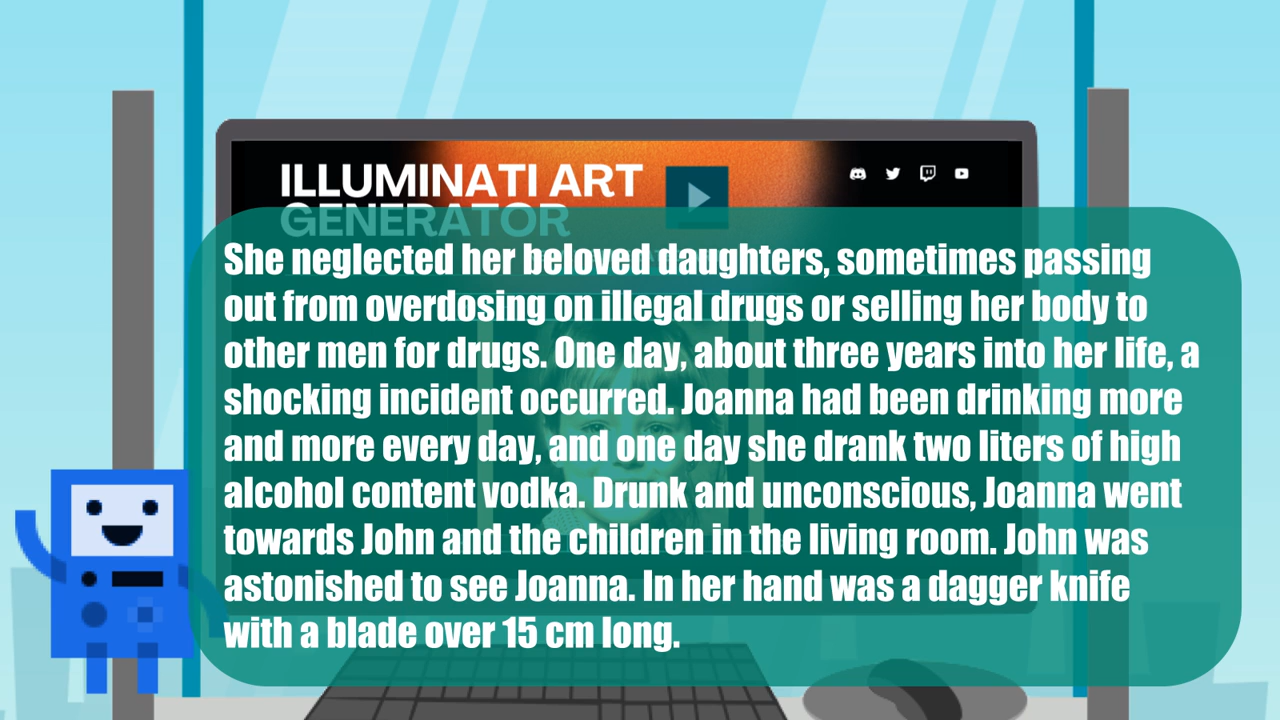 ILLUMINATI ART
GENERATOR
She neglected her beloved daughters, sometimes passing
out from overdosing on illegal drugs or selling her body to
other men for drugs. One day, about three years into her life, a
shocking incident occurred. Joanna had been drinking more
and more every day, and one day she drank two liters of high
alcohol content vodka. Drunk and unconscious, Joanna went
towards John and the children in the living room. John was
astonished to see Joanna. In her hand was a dagger knife
with a blade over 15 cm long.